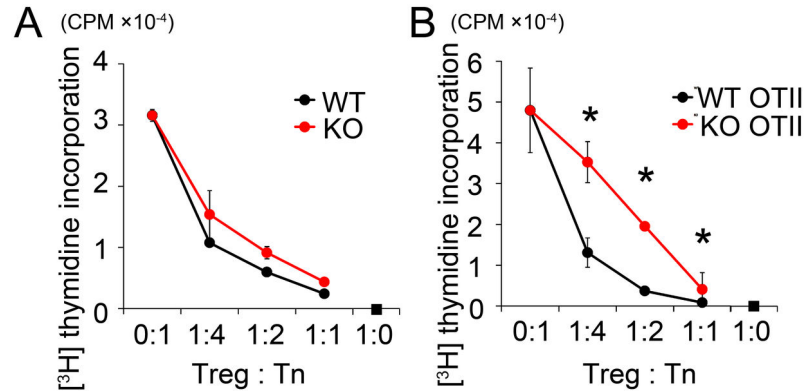 A (CPM ×10⁻⁴)
[³H] thymidine incorporation
4
3
2
1
0
WT
KO
0:1 1:4 1:2 1:1 1:0
Treg : Tn
B (CPM ×10⁻⁴)
[³H] thymidine incorporation
6
5
4
3
2
1
0
WT OTII
KO OTII
*
*
*
0:1 1:4 1:2 1:1 1:0
Treg : Tn